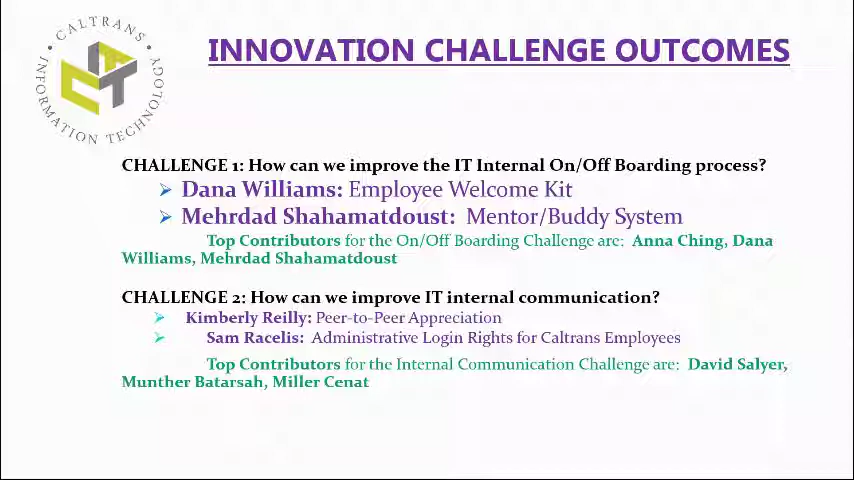 CALTRANS
INFORMATION TECHNOLOGY
CT
INNOVATION CHALLENGE OUTCOMES
CHALLENGE 1: How can we improve the IT Internal On/Off Boarding process?
Dana Williams: Employee Welcome Kit
Mehrdad Shahamatdoust: Mentor/Buddy System
Top Contributors for the On/Off Boarding Challenge are: Anna Ching, Dana
Williams, Mehrdad Shahamatdoust
CHALLENGE 2: How can we improve IT internal communication?
Kimberly Reilly: Peer-to-Peer Appreciation
Sam Racelis: Administrative Login Rights for Caltrans Employees
Top Contributors for the Internal Communication Challenge are: David Salyer,
Munther Batarsah, Miller Cenat